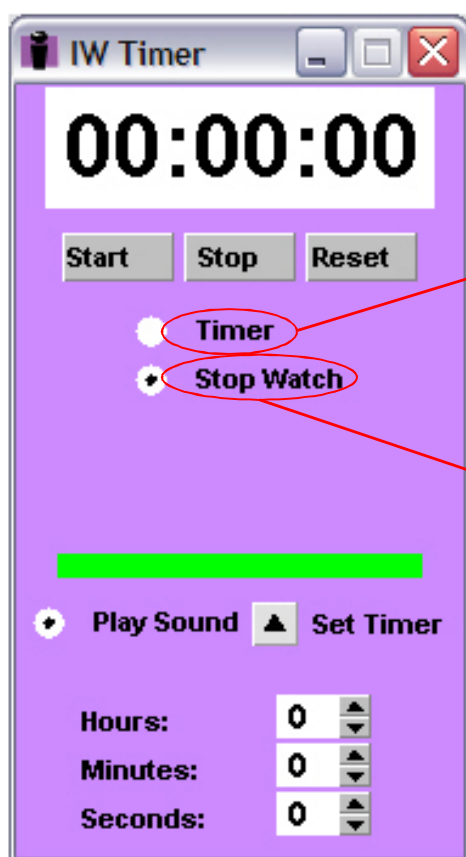 IW Timer
00:00:00
Start Stop Reset
Timer
Stop Watch
Play Sound Set Timer
Hours: 0
Minutes: 0
Seconds: 0